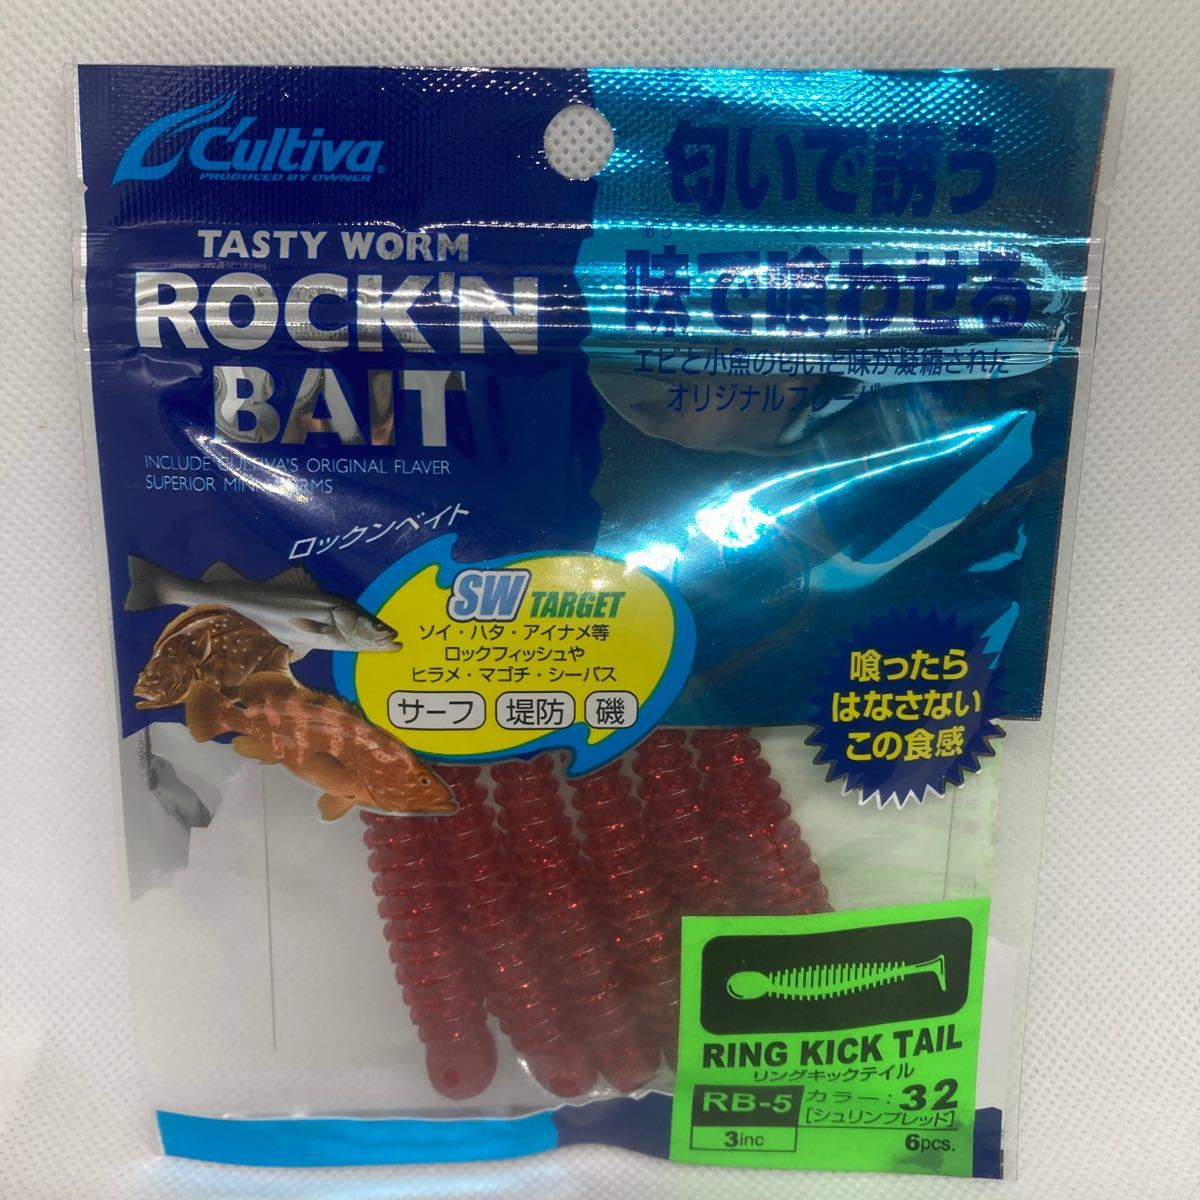 C'ultiva®
PRODUCED BY OWNER
TASTY WORM
ROCK'N
BAIT
INCLUDE CULTIVA'S ORIGINAL FLAVER
SUPERIOR MINI WORMS
ロックンベイト
匂いで誘う
味で喰わせる
エビと小魚の匂いと味が凝縮された
オリジナルフレーバー
SW TARGET
ソイ・ハタ・アイナメ等
ロックフィッシュや
ヒラメ・マゴチ・シーバス
サーフ 堤防 磯
喰ったら
はなさない
この食感
RING KICK TAIL
リングキックテイル
RB-5 カラー:32
[シュリンプレッド]
3inc 6pcs.